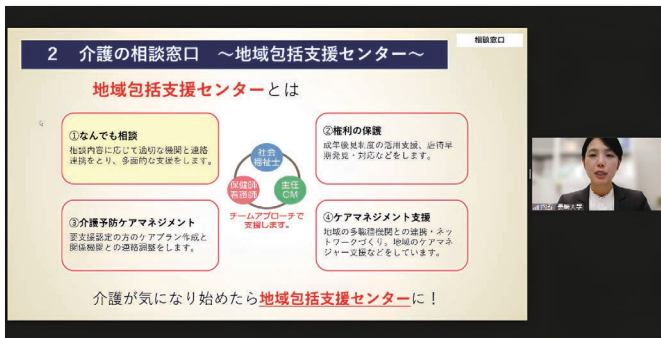 相談窓口
2 介護の相談窓口 ～地域包括支援センター～
地域包括支援センターとは
①なんでも相談
相談内容に応じて適切な機関と連絡
連携をとり、多面的な支援をします。
②権利の保護
成年後見制度の活用支援、虐待早
期発見・対応などをします。
社会
福祉士
保健師
看護師
主任
CM
チームアプローチで
支援します。
③介護予防ケアマネジメント
要支援認定の方のケアプラン作成と
関係機関との連絡調整をします。
④ケアマネジメント支援
地域の多職種機関との連携・ネッ
トワークづくり。地域のケアマネ
ジャー支援などをしています。
介護が気になり始めたら地域包括支援センターに！